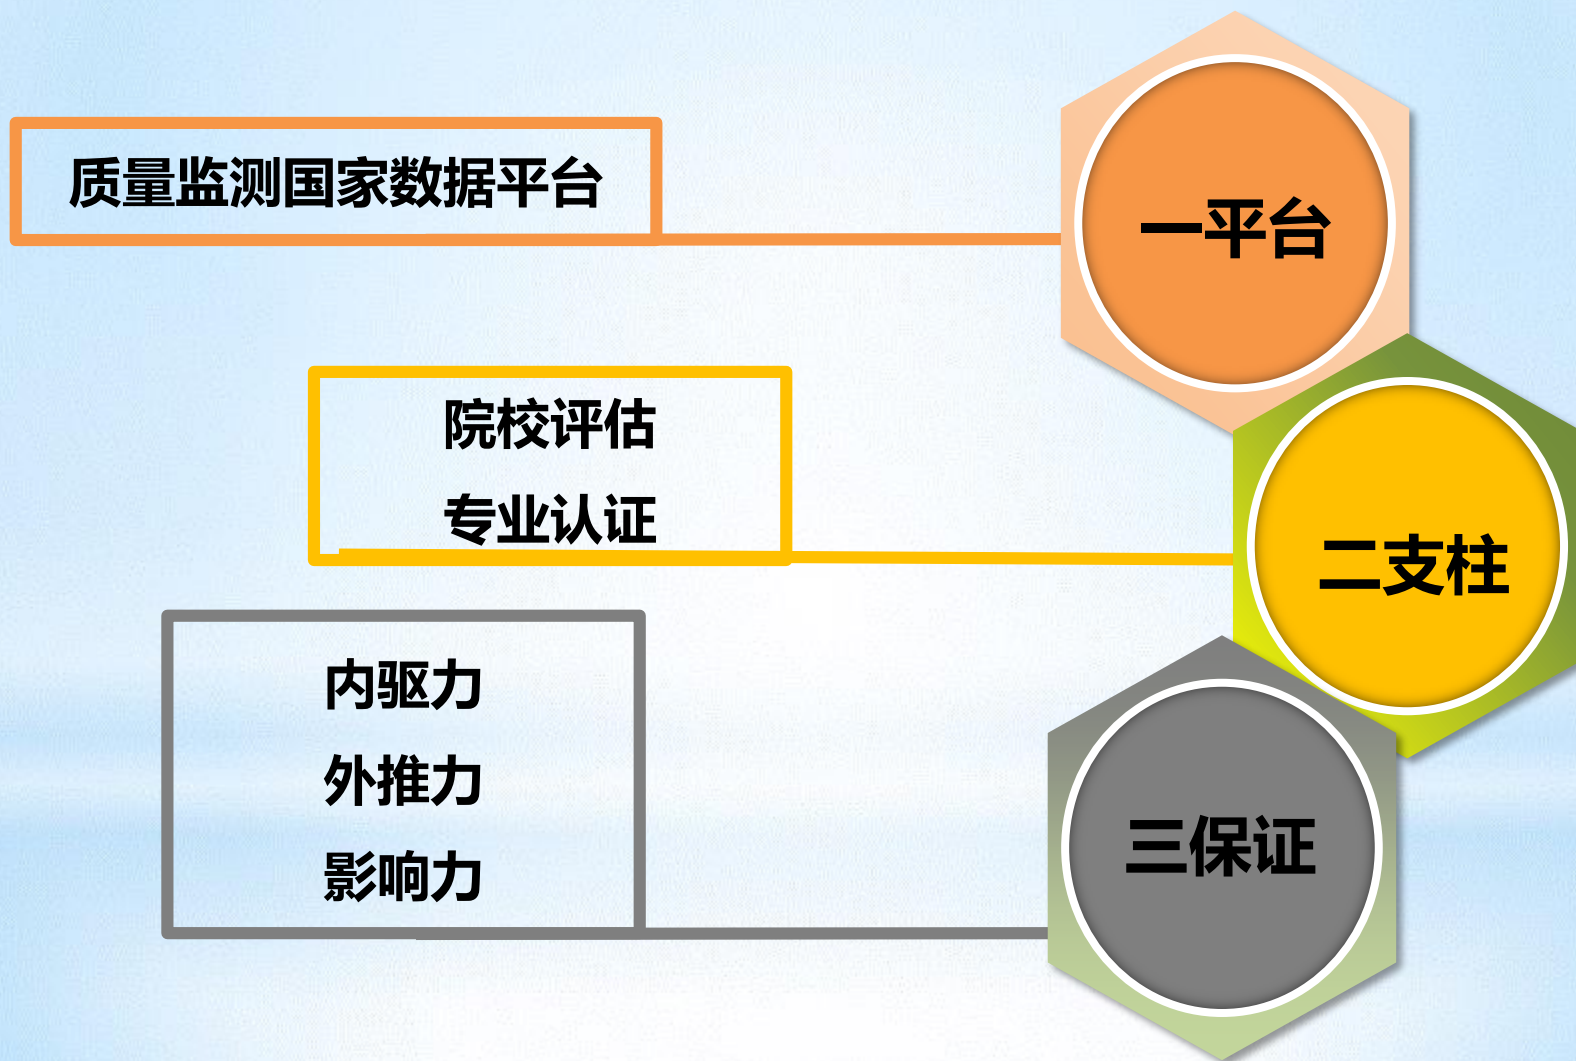 质量监测国家数据平台
一平台
院校评估
专业认证
二支柱
内驱力
外推力
影响力
三保证